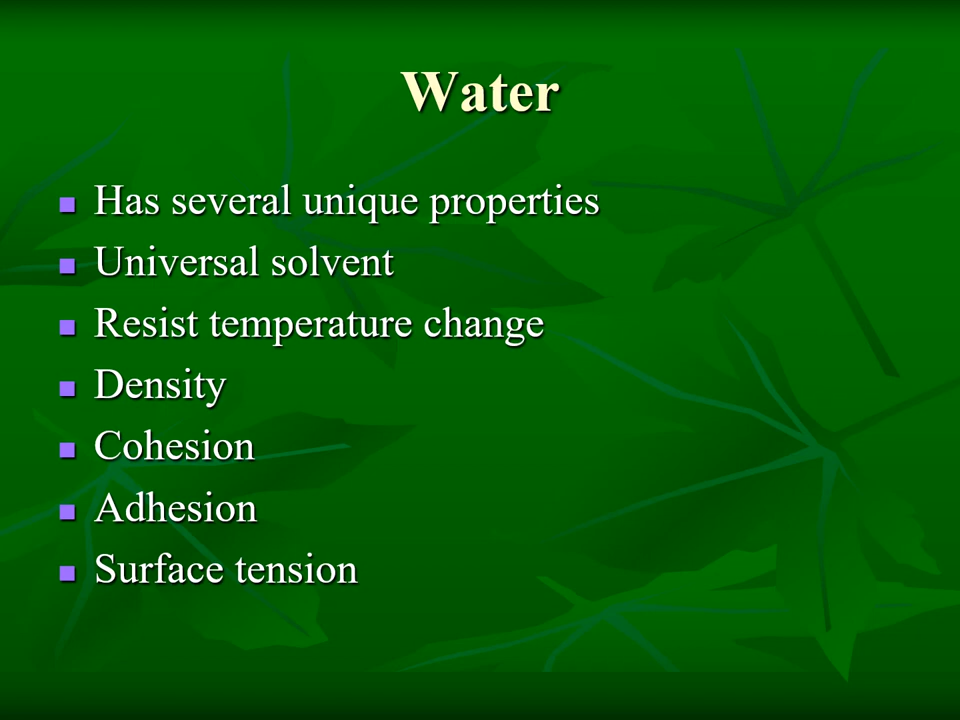 Water
Has several unique properties
Universal solvent
Resist temperature change
Density
Cohesion
Adhesion
Surface tension